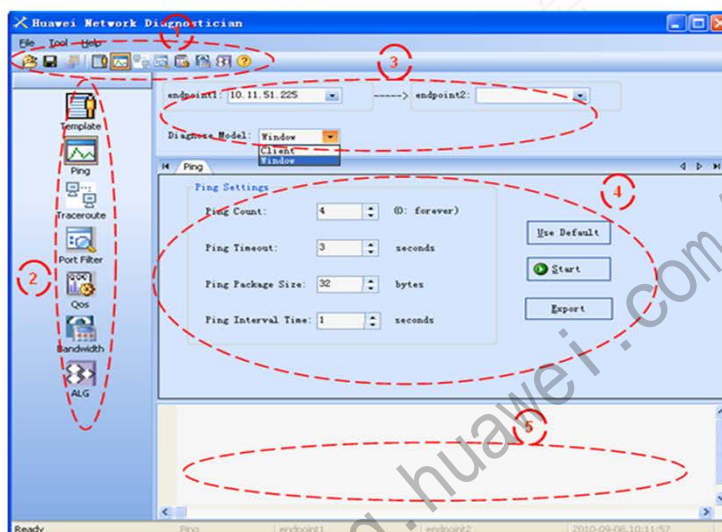 Huawei Network Diagnostician
File Tool Help
1
3
endpoint1: 10.11.51.225 -----> endpoint2:
Template
Diagnose Model: Window
Client
Window
Ping
Ping
Ping Settings
4
Traceroute
Ping Count: 4 (0: forever)
Use Default
Port Filter
Ping Timeout: 3 seconds
Start
2
Ping Package Size: 32 bytes
Qos
Export
Ping Interval Time: 1 seconds
Bandwidth
ALG
5
Ready Ping endpoint1 endpoint2 2010-09-06,10:11:57
g.huawei.com/